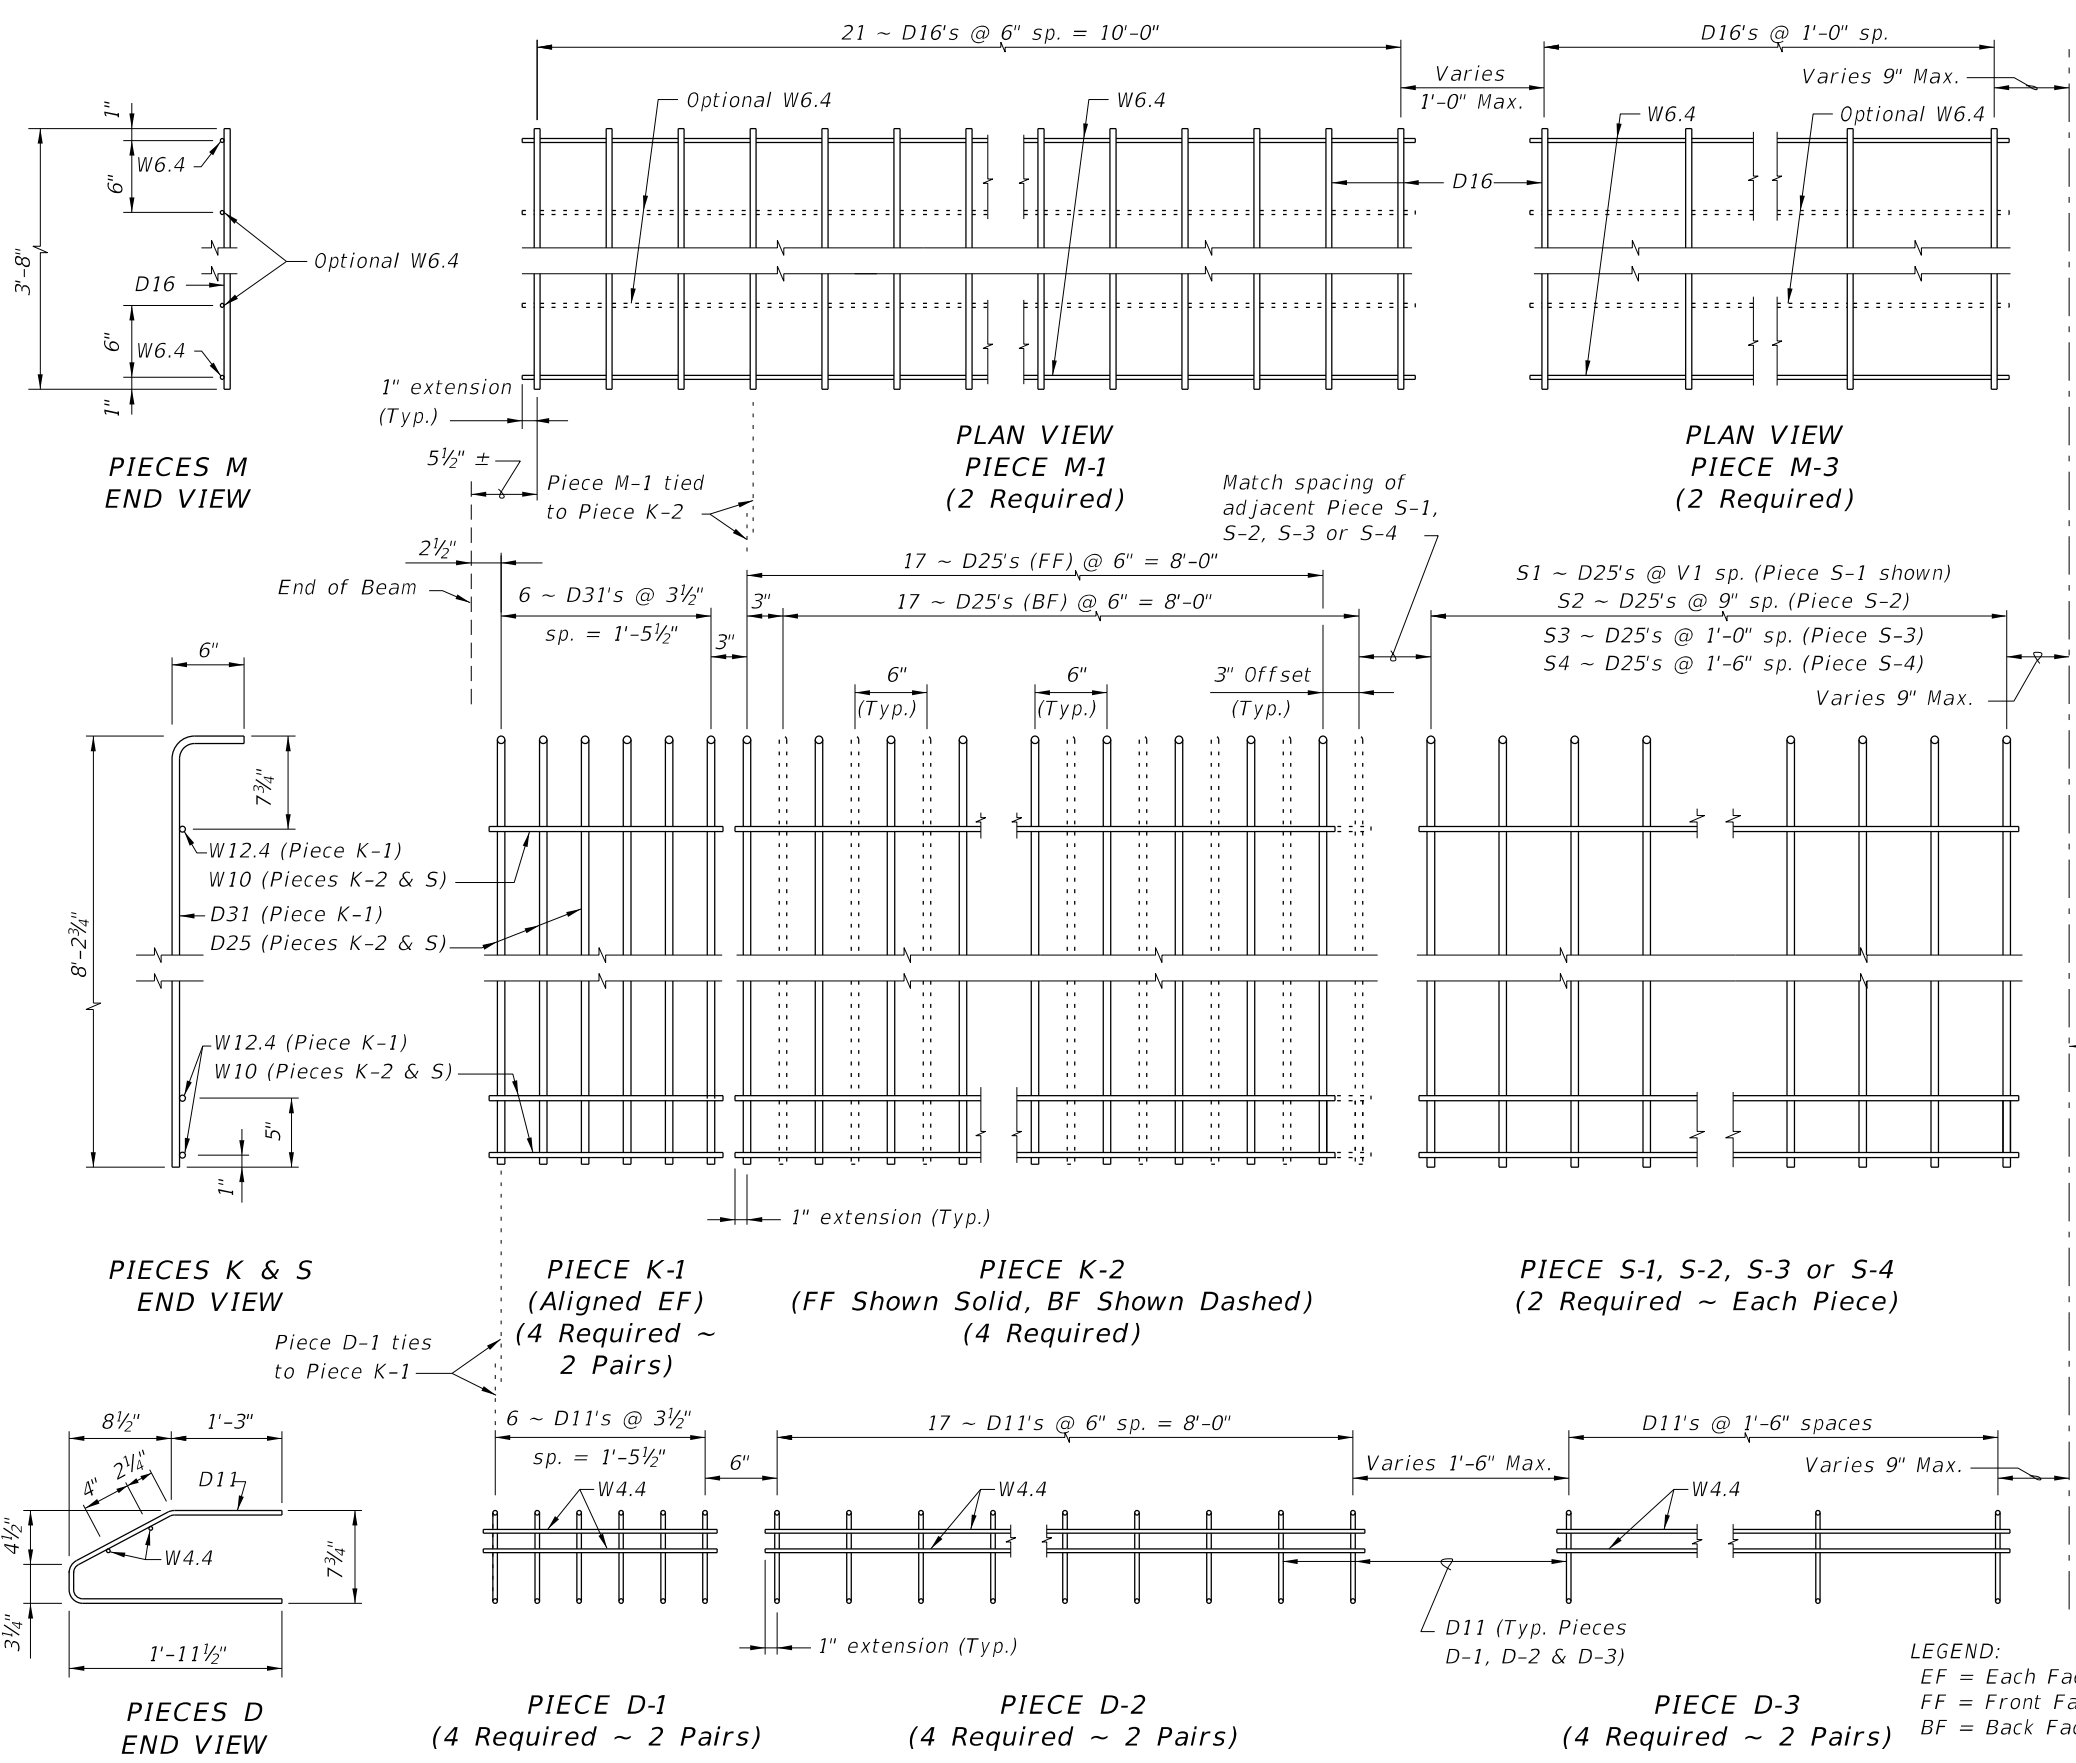 21 ~ D16's @ 6" sp. = 10'-0"
D16's @ 1'-0" sp.
Varies
1'-0" Max.
Varies 9" Max.
1"
Optional W6.4
W6.4
W6.4
Optional W6.4
W6.4
6"
D16
3'-8"
Optional W6.4
D16
6"
W6.4
1"
1" extension
(Typ.)
PIECES M
END VIEW
PLAN VIEW
PIECE M-1
(2 Required)
PLAN VIEW
PIECE M-3
(2 Required)
5½" ±
Piece M-1 tied
to Piece K-2
Match spacing of
adjacent Piece S-1,
S-2, S-3 or S-4
2½"
End of Beam
6 ~ D31's @ 3½"
sp. = 1'-5½"
3"
3"
17 ~ D25's (FF) @ 6" = 8'-0"
17 ~ D25's (BF) @ 6" = 8'-0"
S1 ~ D25's @ V1 sp. (Piece S-1 shown)
S2 ~ D25's @ 9" sp. (Piece S-2)
S3 ~ D25's @ 1'-0" sp. (Piece S-3)
S4 ~ D25's @ 1'-6" sp. (Piece S-4)
6"
6"
(Typ.)
6"
(Typ.)
3" Offset
(Typ.)
Varies 9" Max.
7¾"
W12.4 (Piece K-1)
W10 (Pieces K-2 & S)
D31 (Piece K-1)
D25 (Pieces K-2 & S)
8'-2¾"
W12.4 (Piece K-1)
W10 (Pieces K-2 & S)
5"
1"
1" extension (Typ.)
PIECES K & S
END VIEW
PIECE K-1
(Aligned EF)
(4 Required ~
2 Pairs)
PIECE K-2
(FF Shown Solid, BF Shown Dashed)
(4 Required)
PIECE S-1, S-2, S-3 or S-4
(2 Required ~ Each Piece)
Piece D-1 ties
to Piece K-1
8½"
1'-3"
4"
2¼"
D11
4½"
W4.4
7¾"
3¼"
1'-11½"
6 ~ D11's @ 3½"
sp. = 1'-5½"
W4.4
6"
17 ~ D11's @ 6" sp. = 8'-0"
W4.4
Varies 1'-6" Max.
D11's @ 1'-6" spaces
Varies 9" Max.
W4.4
1" extension (Typ.)
D11 (Typ. Pieces
D-1, D-2 & D-3)
LEGEND:
EF = Each Fa
FF = Front Fa
BF = Back Fa
PIECES D
END VIEW
PIECE D-1
(4 Required ~ 2 Pairs)
PIECE D-2
(4 Required ~ 2 Pairs)
PIECE D-3
(4 Required ~ 2 Pairs)